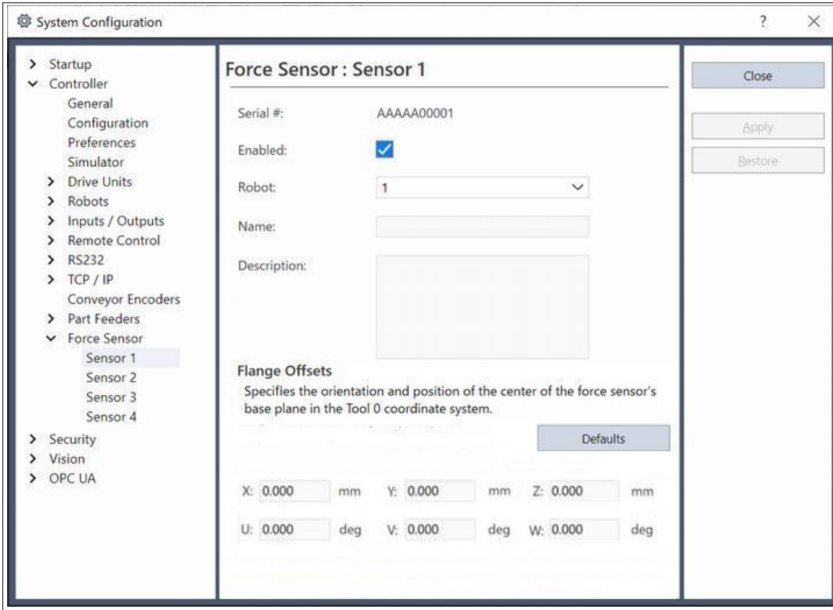 System Configuration
?
Startup
Controller
General
Configuration
Preferences
Simulator
Drive Units
Robots
Inputs / Outputs
Remote Control
RS232
TCP / IP
Conveyor Encoders
Part Feeders
Force Sensor
Sensor 1
Sensor 2
Sensor 3
Sensor 4
Security
Vision
OPC UA
Force Sensor : Sensor 1
Serial #: AAAAA00001
Enabled:
Robot: 1
Name:
Description:
Flange Offsets
Specifies the orientation and position of the center of the force sensor's
base plane in the Tool 0 coordinate system.
Defaults
X: 0.000 mm Y: 0.000 mm Z: 0.000 mm
U: 0.000 deg V: 0.000 deg W: 0.000 deg
Close
Apply
Restore